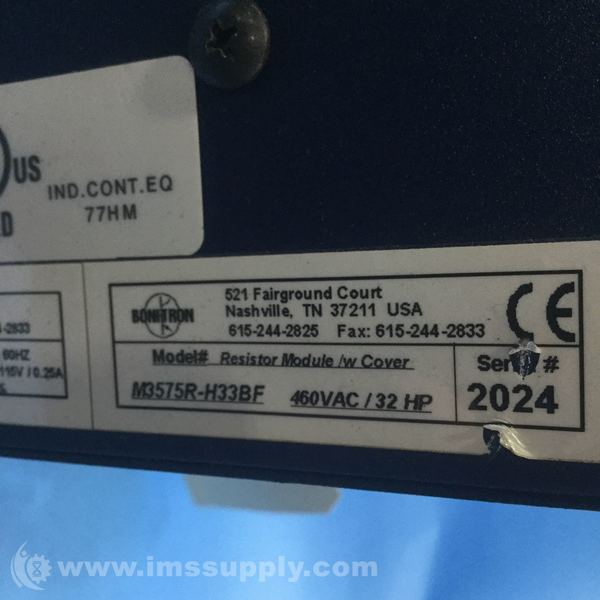 US
IND.CONT.EQ
77HM
BONITRON
521 Fairground Court
Nashville, TN 37211 USA
615-244-2825 Fax: 615-244-2833
CE
-2833
60HZ
115V / 0.25A
Model# Resistor Module /w Cover
M3575R-H33BF 460VAC / 32 HP
#
2024
www.imssupply.com